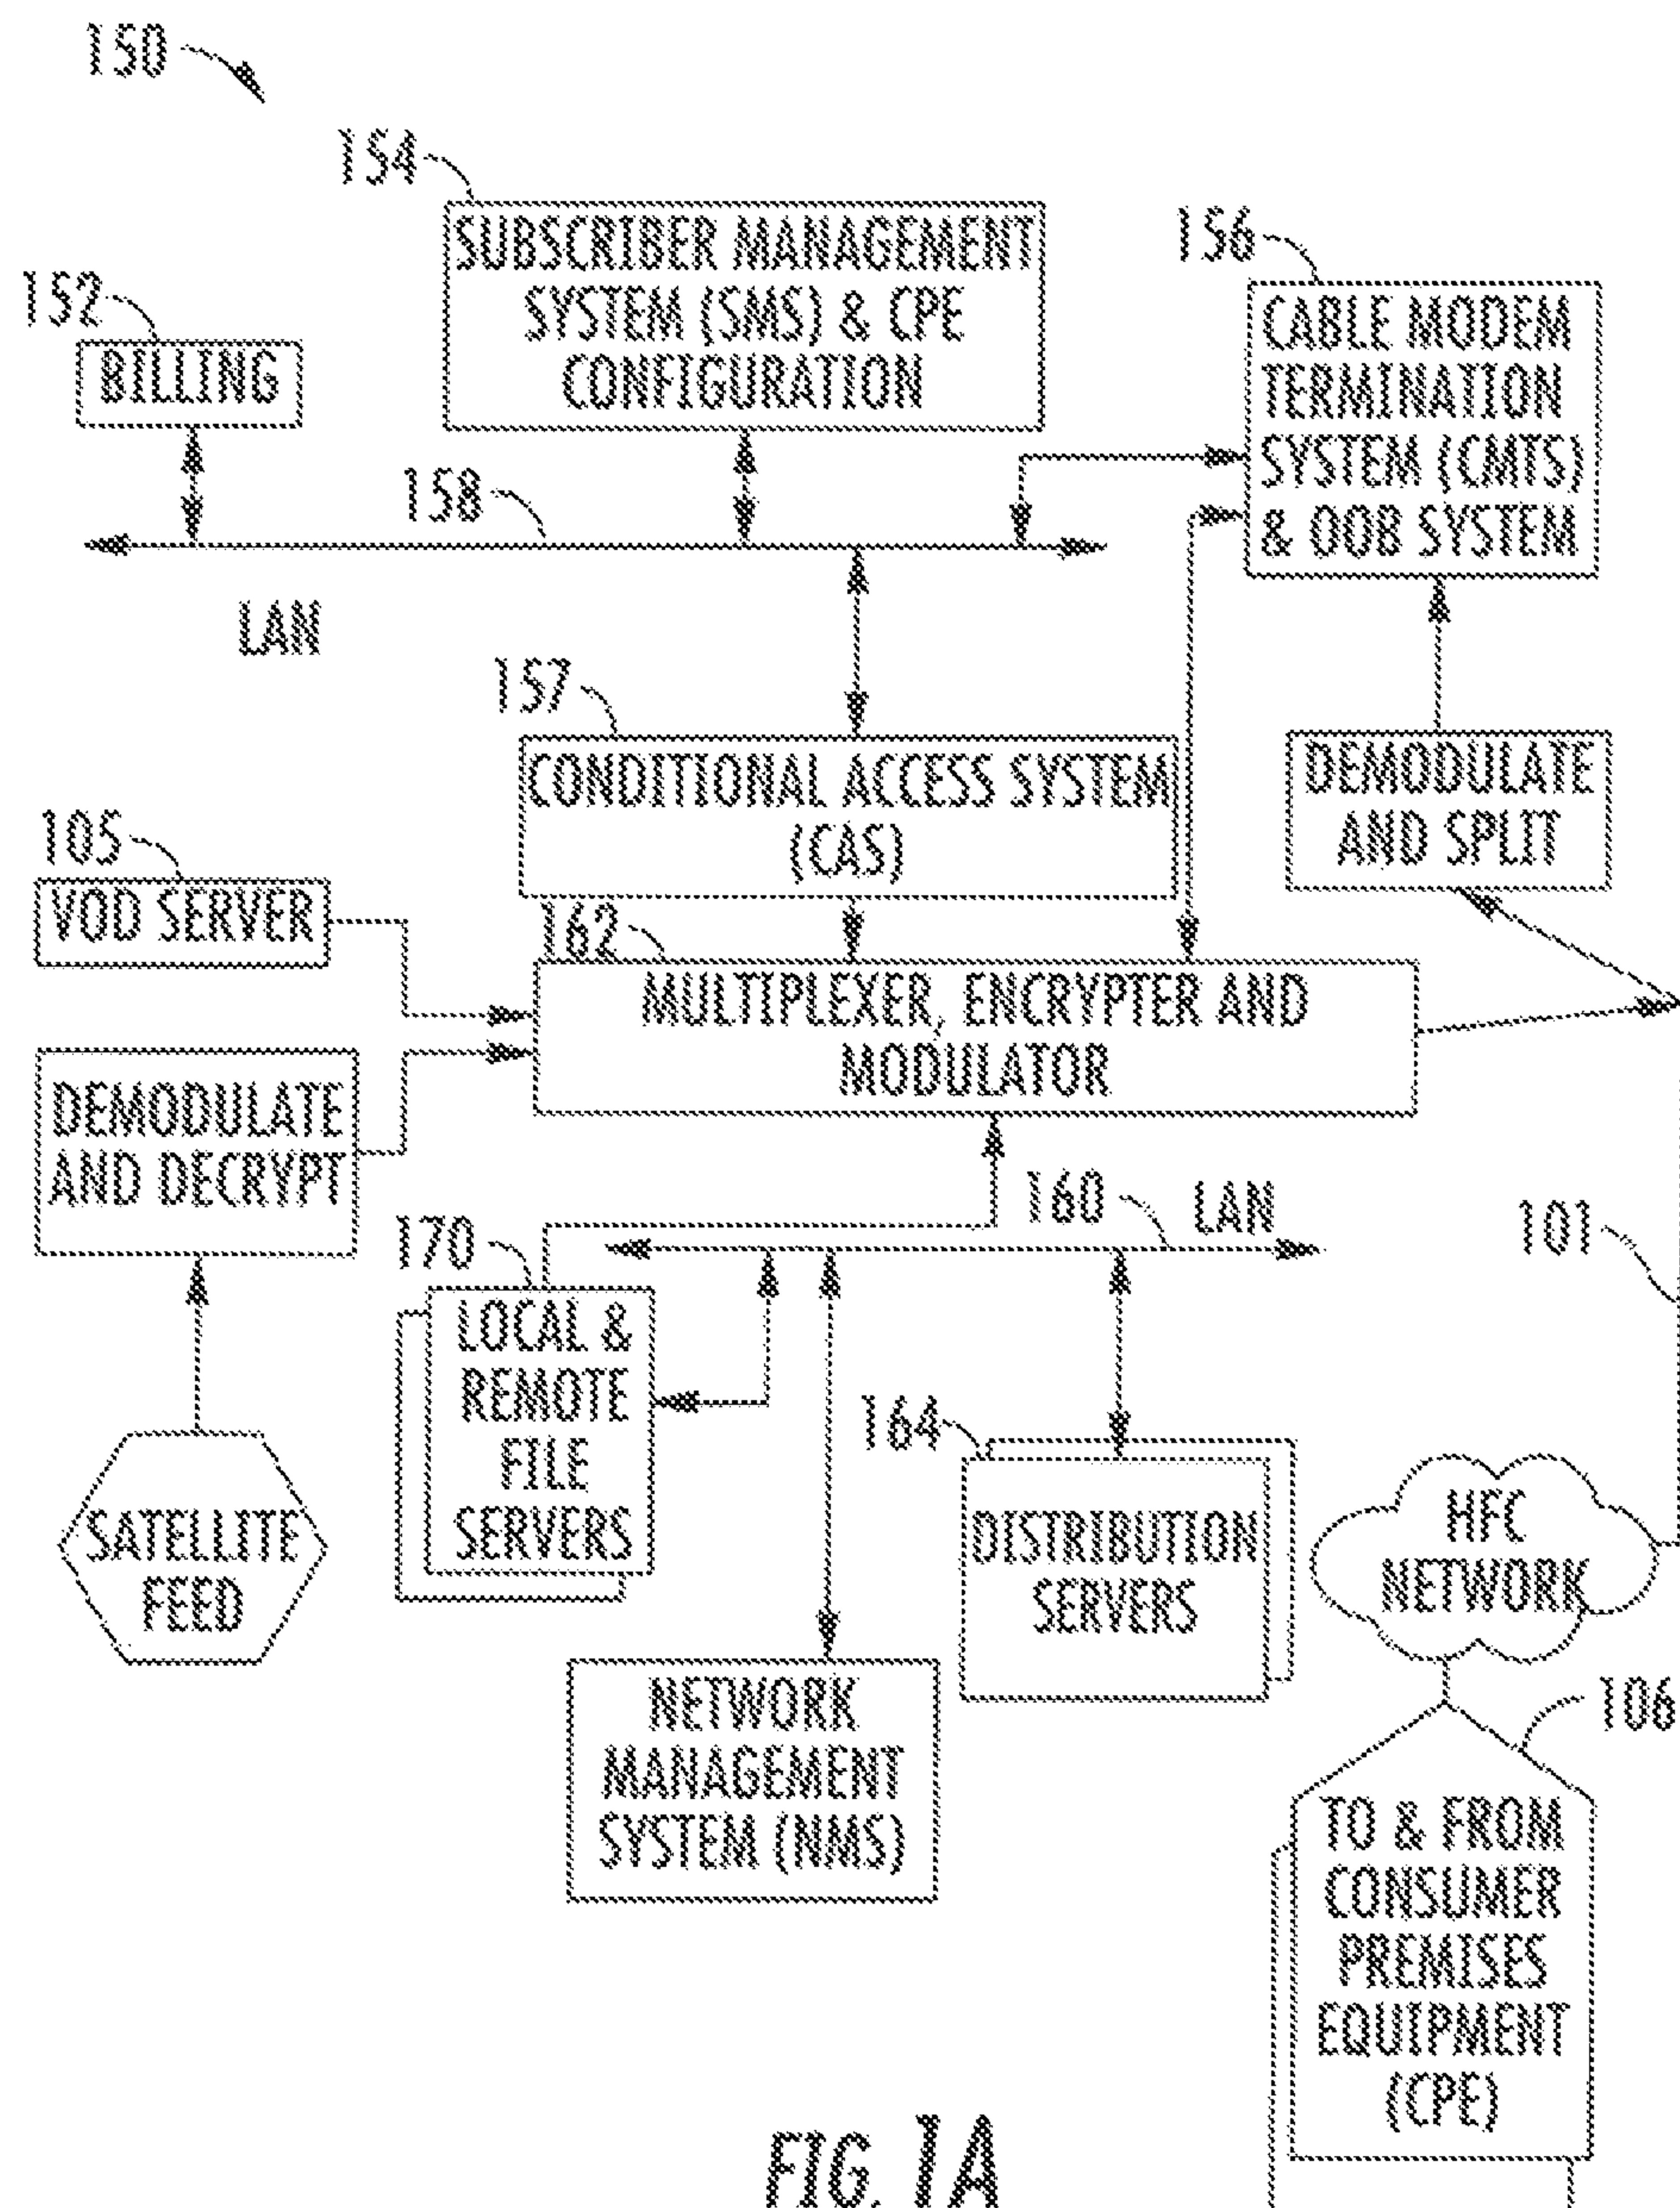 150
154
SUBSCRIBER MANAGEMENT
SYSTEM (SMS) & CPE
CONFIGURATION
156
CABLE MODEM
TERMINATION
SYSTEM (CMTS)
& OOB SYSTEM
152
BILLING
158
LAN
157
CONDITIONAL ACCESS SYSTEM
(CAS)
DEMODULATE
AND SPLIT
105
VOD SERVER
162
MULTIPLEXER, ENCRYPTER AND
MODULATOR
DEMODULATE
AND DECRYPT
160
LAN
101
170
LOCAL &
REMOTE
FILE
SERVERS
164
DISTRIBUTION
SERVERS
HFC
NETWORK
SATELLITE
FEED
NETWORK
MANAGEMENT
SYSTEM (NMS)
106
TO & FROM
CONSUMER
PREMISES
EQUIPMENT
(CPE)
FIG. 1A